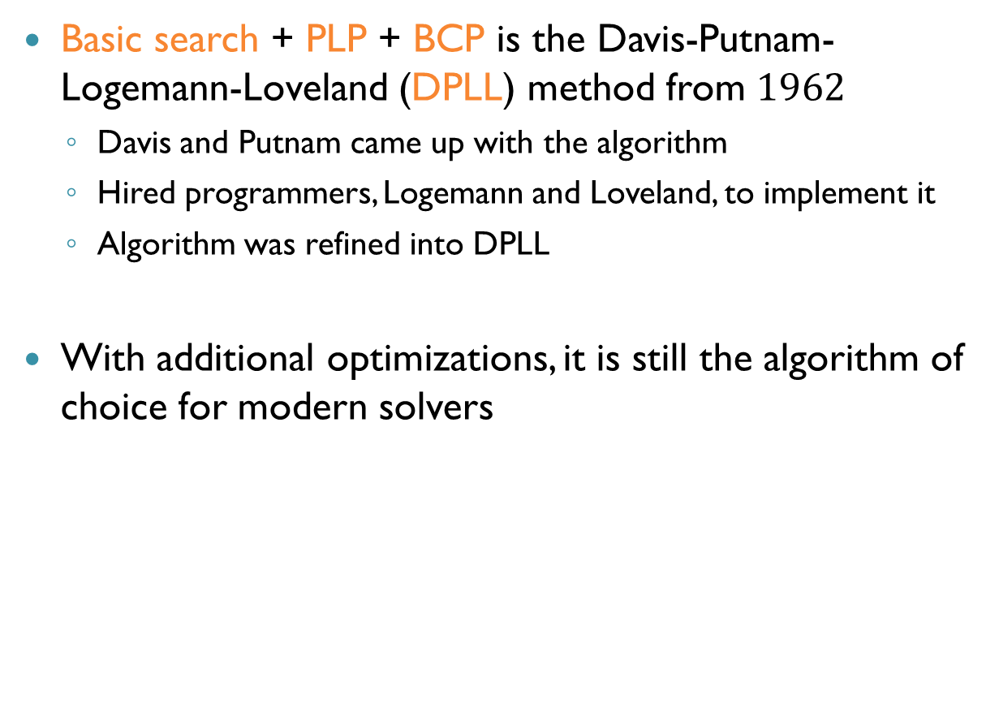 • Basic search + PLP + BCP is the Davis-Putnam-
Logemann-Loveland (DPLL) method from 1962
◦ Davis and Putnam came up with the algorithm
◦ Hired programmers, Logemann and Loveland, to implement it
◦ Algorithm was refined into DPLL
• With additional optimizations, it is still the algorithm of
choice for modern solvers